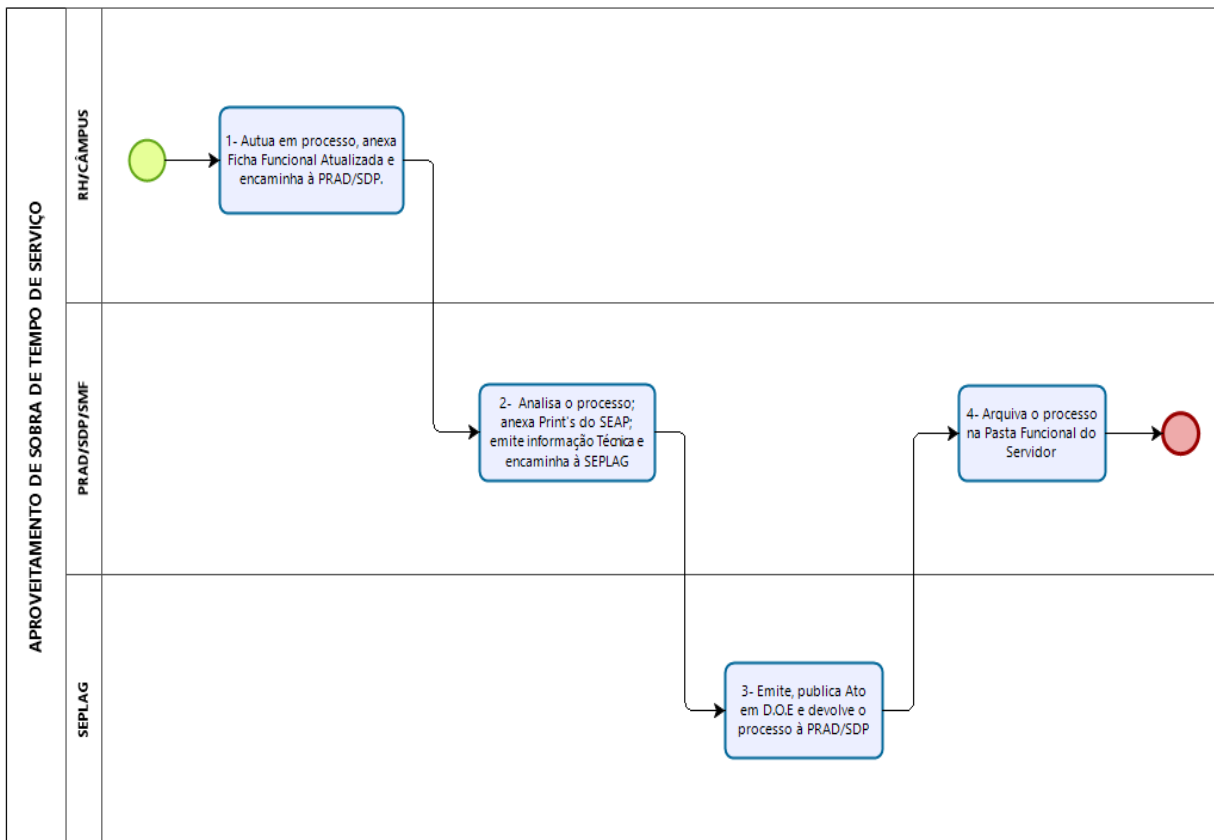 APROVEITAMENTO DE SOBRA DE TEMPO DE SERVIÇO
RH/CÂMPUS
1- Autua em processo, anexa
Ficha Funcional Atualizada e
encaminha à PRAD/SDP.
PRAD/SDP/SMF
2- Analisa o processo;
anexa Print's do SEAP;
emite informação Técnica e
encaminha à SEPLAG
4- Arquiva o processo
na Pasta Funcional do
Servidor
SEPLAG
3- Emite, publica Ato
em D.O.E e devolve o
processo à PRAD/SDP